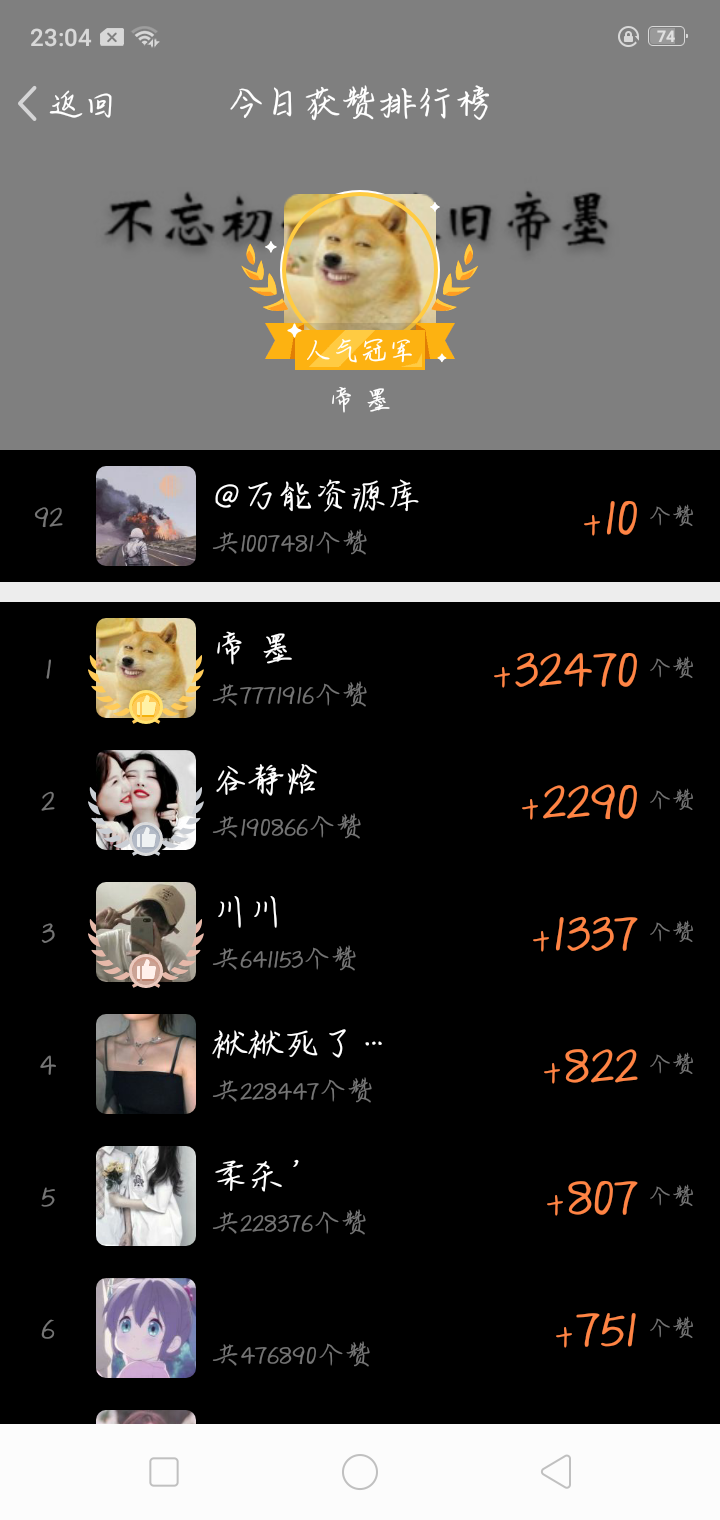 23:04
74
返回
今日获赞排行榜
不忘初
旧帝墨
人气冠军
帝 墨
92
@万能资源库
共1007481个赞
+10 个赞
1
帝 墨
共7771916个赞
+32470 个赞
2
谷静焓
共190866个赞
+2290 个赞
3
川川
共641153个赞
+1337 个赞
4
袱袱死了…
共228447个赞
+822 个赞
5
柔杀’
共228376个赞
+807 个赞
6
共476890个赞
+751 个赞